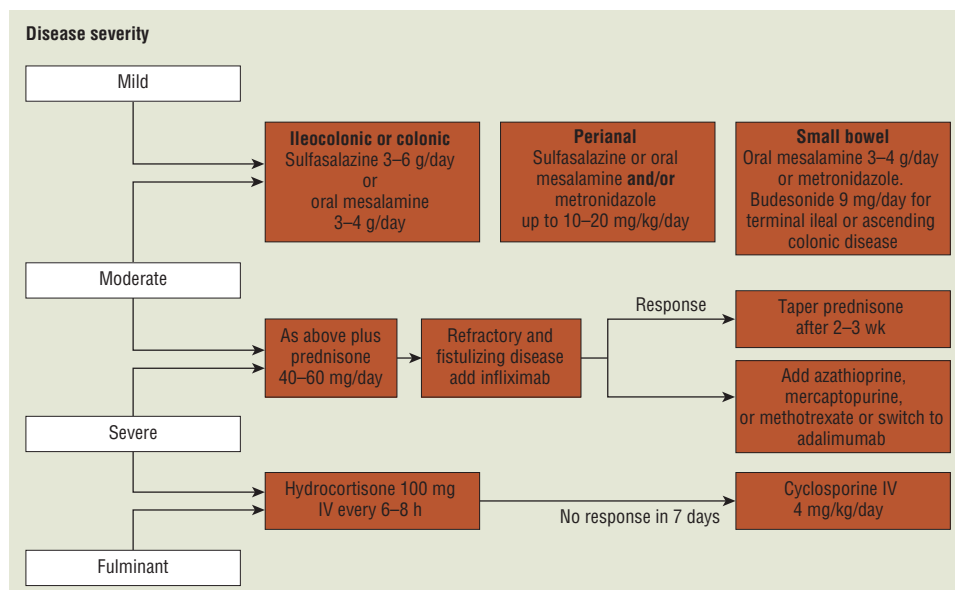 Disease severity
Mild
Ileocolonic or colonic
Sulfasalazine 3–6 g/day
or
oral mesalamine
3–4 g/day
Perianal
Sulfasalazine or oral
mesalamine and/or
metronidazole
up to 10–20 mg/kg/day
Small bowel
Oral mesalamine 3–4 g/day
or metronidazole.
Budesonide 9 mg/day for
terminal ileal or ascending
colonic disease
Moderate
As above plus
prednisone
40–60 mg/day
Refractory and
fistulizing disease
add infliximab
Response
Taper prednisone
after 2–3 wk
Add azathioprine,
mercaptopurine,
or methotrexate or switch to
adalimumab
Severe
Hydrocortisone 100 mg
IV every 6–8 h
No response in 7 days
Cyclosporine IV
4 mg/kg/day
Fulminant